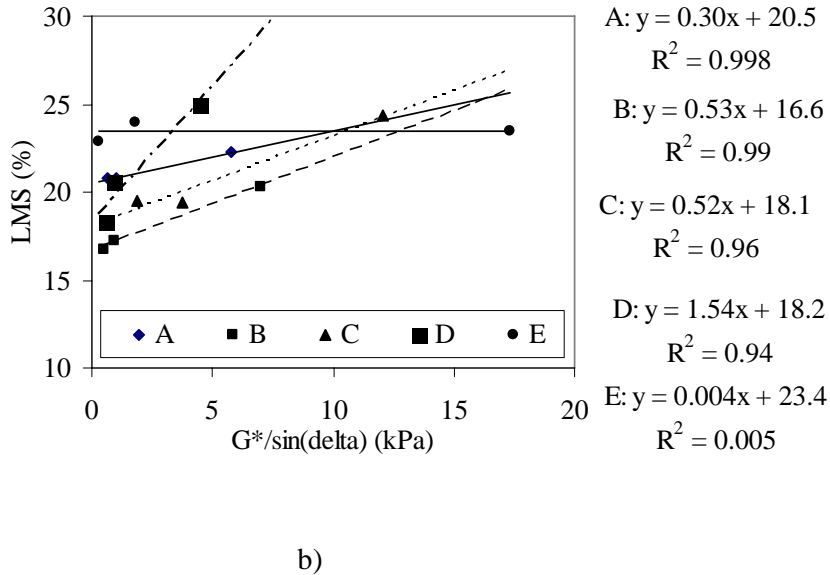 30
25
20
15
10
LMS (%)
A B C D E
0 5 10 15 20
G*/sin(delta) (kPa)
A: y = 0.30x + 20.5
R² = 0.998
B: y = 0.53x + 16.6
R² = 0.99
C: y = 0.52x + 18.1
R² = 0.96
D: y = 1.54x + 18.2
R² = 0.94
E: y = 0.004x + 23.4
R² = 0.005
b)